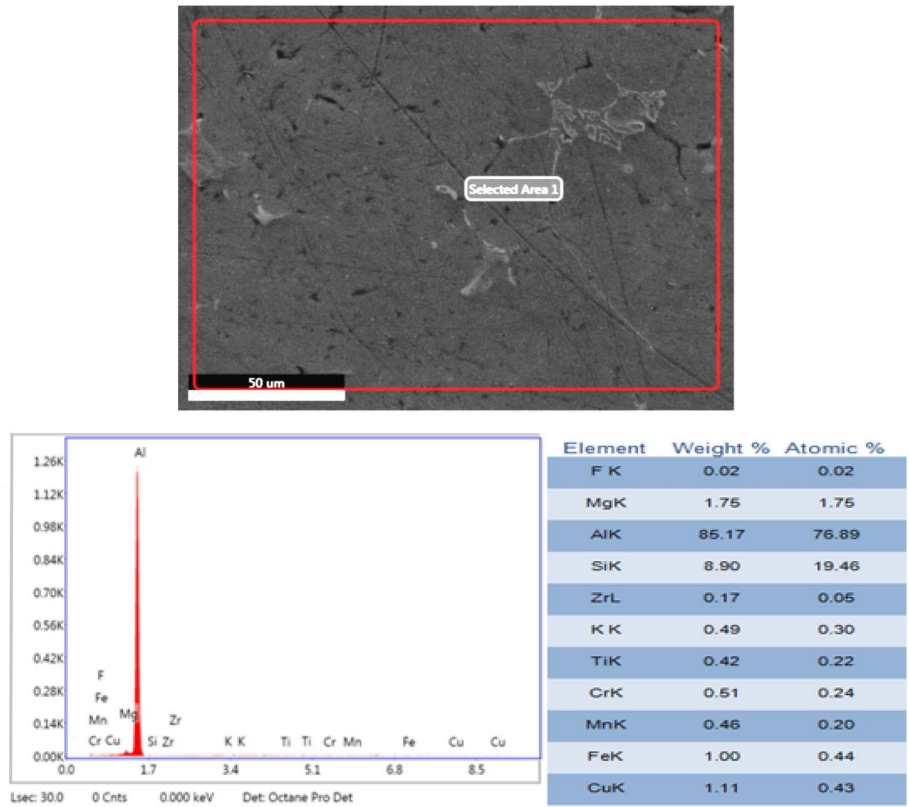 Selected Area 1
50 um
Al
1.26K
1.12K
0.98K
0.84K
0.70K
0.56K
0.42K
0.28K
0.14K
0.00K
F
Fe
Mn Mg Zr
Cr Cu Si Zr K K Ti Ti Cr Mn Fe Cu Cu
0.0 1.7 3.4 5.1 6.8 8.5
Lsec: 30.0 0 Cnts 0.000 keV Det: Octane Pro Det
Element Weight % Atomic %
F K 0.02 0.02
MgK 1.75 1.75
AlK 85.17 76.89
SiK 8.90 19.46
ZrL 0.17 0.05
K K 0.49 0.30
TiK 0.42 0.22
CrK 0.51 0.24
MnK 0.46 0.20
FeK 1.00 0.44
CuK 1.11 0.43